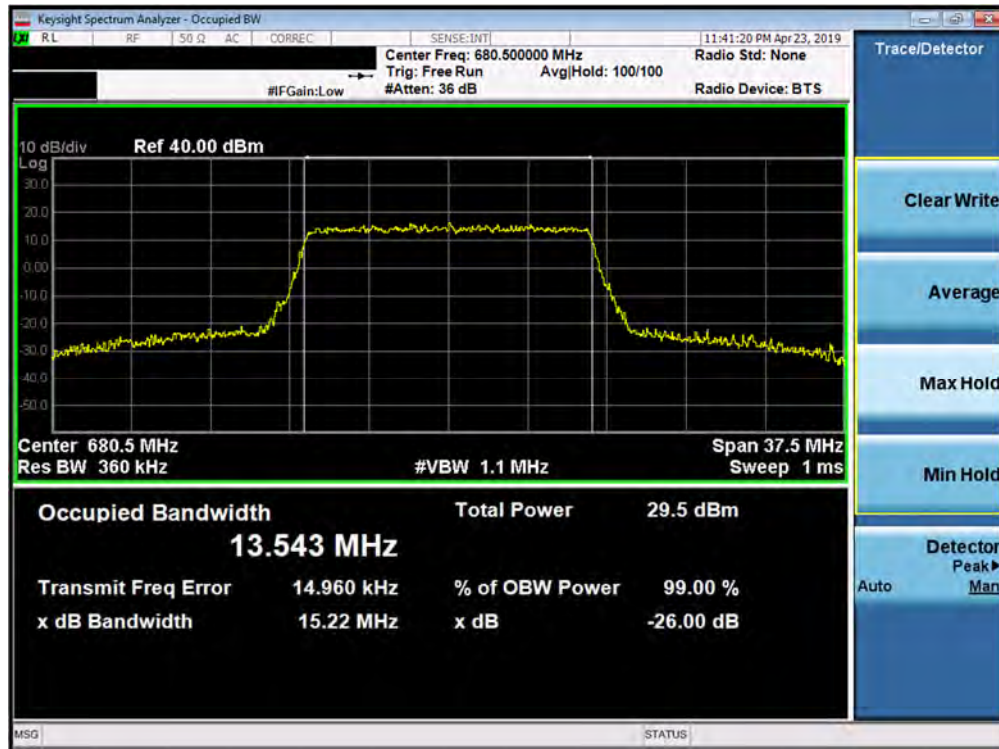 Keysight Spectrum Analyzer - Occupied BW
LXI RL RF 50 Ω AC CORREC SENSE:INT 11:41:20 PM Apr 23, 2019
Center Freq: 680.500000 MHz Radio Std: None
Trig: Free Run Avg|Hold: 100/100
#IFGain:Low #Atten: 36 dB Radio Device: BTS
10 dB/div Ref 40.00 dBm
Log
30.0
20.0
10.0
0.00
-10.0
-20.0
-30.0
-40.0
-50.0
Center 680.5 MHz Span 37.5 MHz
Res BW 360 kHz #VBW 1.1 MHz Sweep 1 ms
Occupied Bandwidth Total Power 29.5 dBm
13.543 MHz
Transmit Freq Error 14.960 kHz % of OBW Power 99.00 %
x dB Bandwidth 15.22 MHz x dB -26.00 dB
Trace/Detector
Clear Write
Average
Max Hold
Min Hold
Detector
Peak▶
Auto Man
MSG STATUS